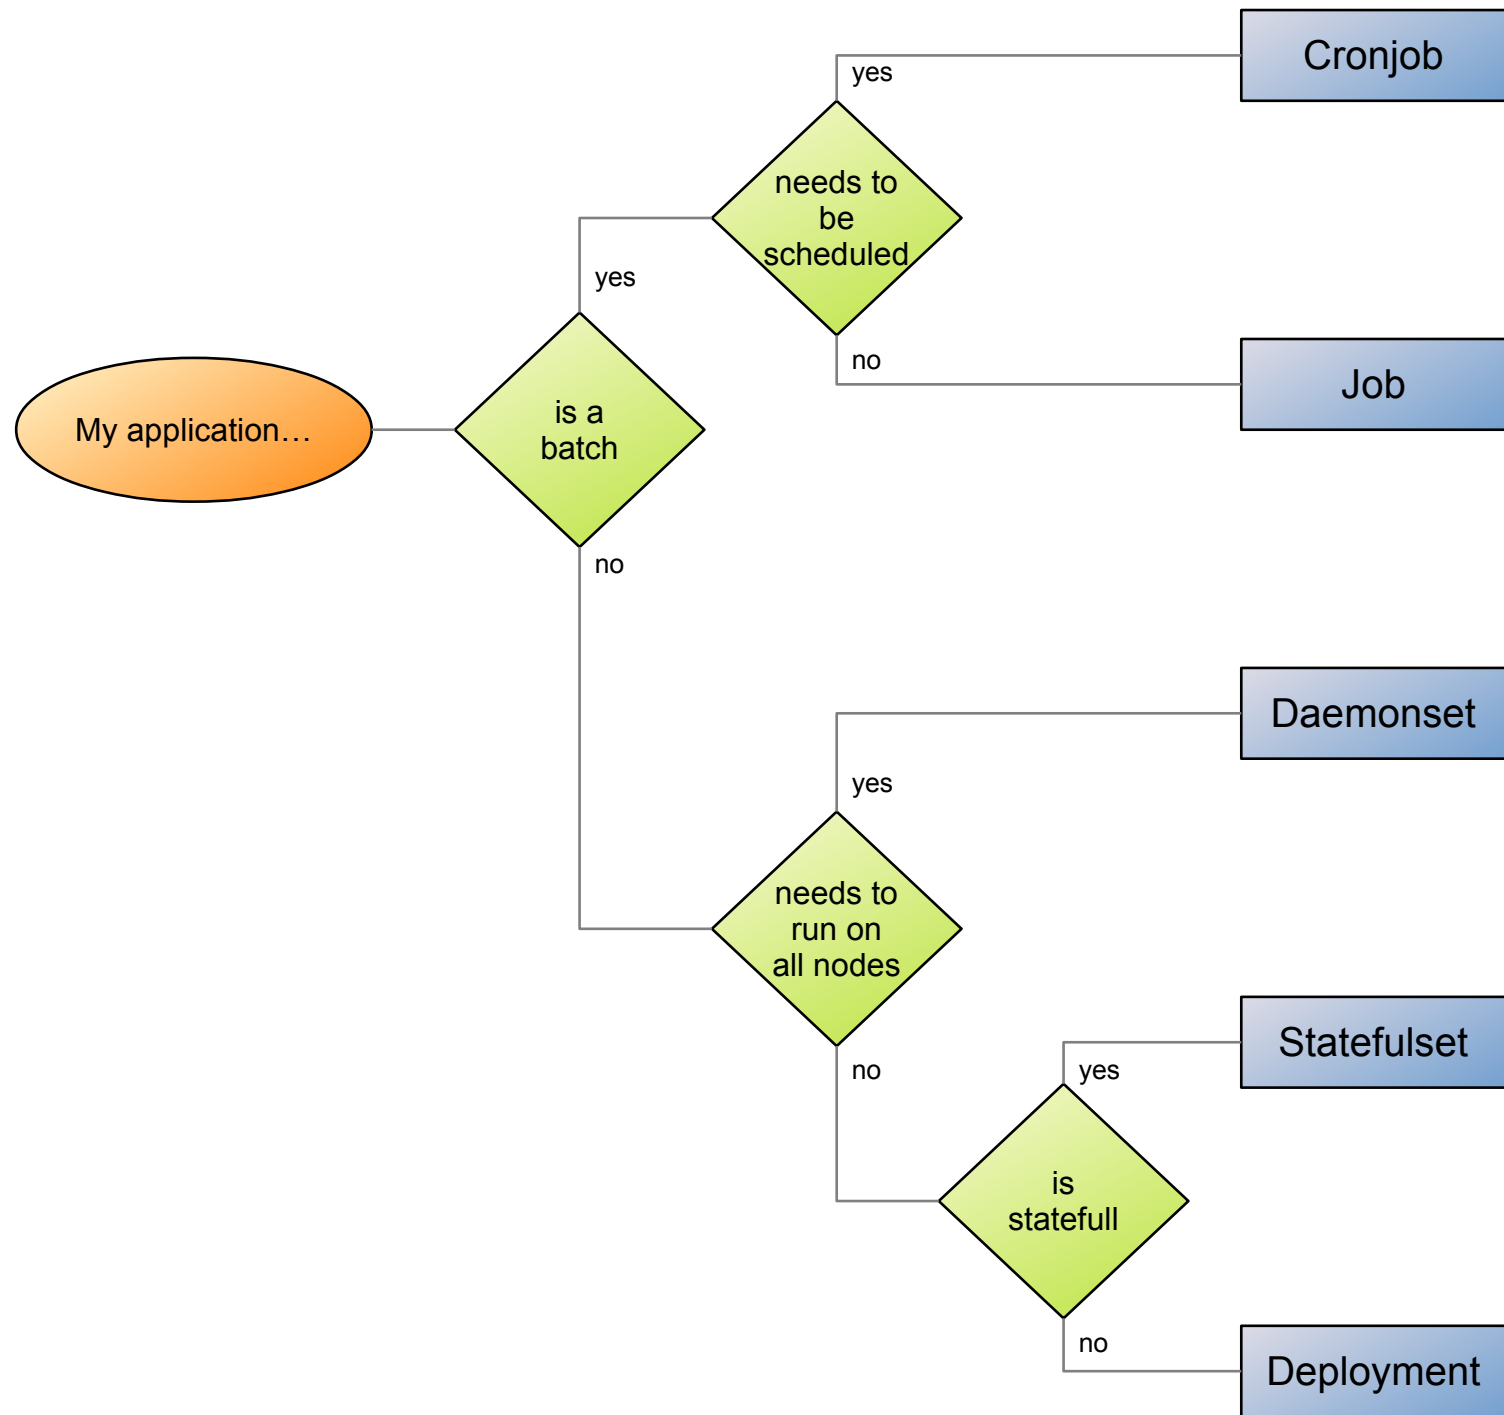 Cronjob
yes
needs to
be
scheduled
yes
no
Job
My application…
is a
batch
no
Daemonset
yes
needs to
run on
all nodes
Statefulset
no
yes
is
statefull
no
Deployment